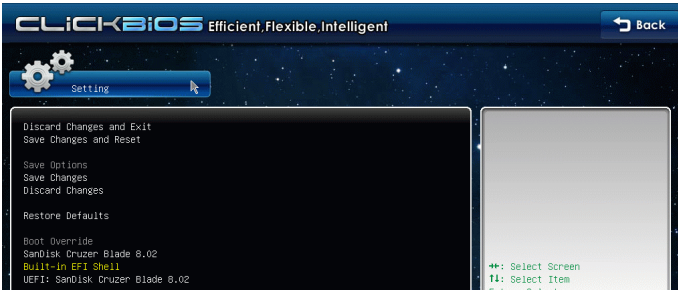 CLiCKBiOS Efficient,Flexible,Intelligent
Back
Setting
Discard Changes and Exit
Save Changes and Reset
Save Options
Save Changes
Discard Changes
Restore Defaults
Boot Override
SanDisk Cruzer Blade 8.02
Built-in EFI Shell
UEFI: SanDisk Cruzer Blade 8.02
→←: Select Screen
↑↓: Select Item